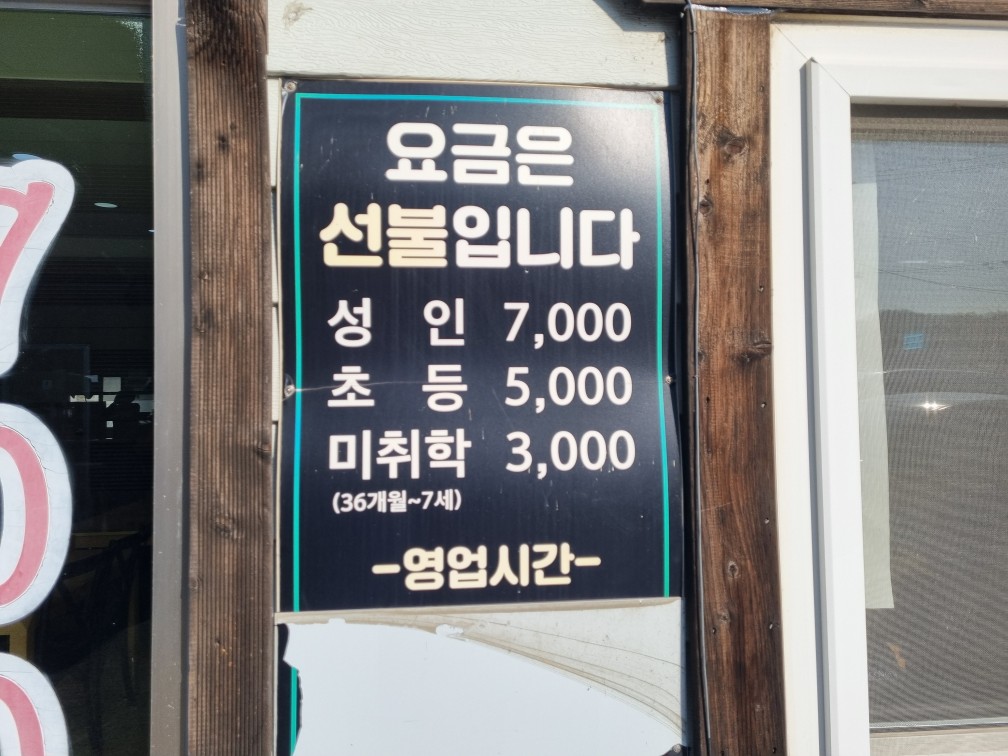 요금은
선불입니다
성 인 7,000
초 등 5,000
미취학 3,000
(36개월~7세)
-영업시간-